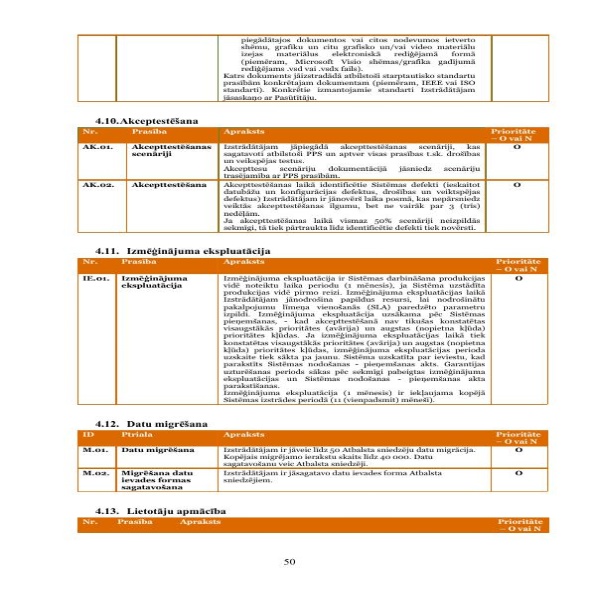 piegādātajos dokumentos vai citos nodevumos ietverto
shēmu, grafiku un citu grafisko un/vai video materiālu
izejas materiālus elektroniskā rediģējamā formā
(piemēram, Microsoft Visio shēmas/grafika gadījumā
rediģējams .vsd vai .vsdx fails).
Katrs dokuments jāizstrādā atbilstoši starptautisko standartu
prasībām konkrētajam dokumentam (piemēram, IEEE vai ISO
standarti). Konkrētie izmantojamie standarti Izstrādātājam
jāsaskaņo ar Pasūtītāju.
4.10. Akceptestēšana
Nr. Prasība Apraksts Prioritāte
– O vai N
AK.01. Akcepttestēšanas Izstrādātājam jāpiegādā akcepttestēšanas scenāriji, kas O
scenāriji sagatavoti atbilstoši PPS un aptver visas prasības t.sk. drošības
un veikspējas testus.
Akcepttesu scenāriju dokumentācijā jāsniedz scenāriju
trasējamība ar PPS prasībām.
AK.02. Akcepttestēšana Akcepttestēšanas laikā identificētie Sistēmas defekti (ieskaitot O
datubāžu un konfigurācijas defektus, drošības un veiktspējas
defektus) Izstrādātājam ir jānovērš laika posmā, kas nepārsniedz
veiktās akcepttestēšanas ilgumu, bet ne vairāk par 3 (trīs)
nedēļām.
Ja akcepttestēšanas laikā vismaz 50% scenāriji neizpildās
sekmīgi, tā tiek pārtraukta līdz identificētie defekti tiek novērsti.
4.11. Izmēģinājuma ekspluatācija
Nr. Prasība Apraksts Prioritāte
– O vai N
IE.01. Izmēģinājuma Izmēģinājuma ekspluatācija ir Sistēmas darbināšana produkcijas O
ekspluatācija vidē noteiktu laika periodu (1 mēnesis), ja Sistēma uzstādīta
produkcijas vidē pirmo reizi. Izmēģinājuma ekspluatācijas laikā
Izstrādātājam jānodrošina papildus resursi, lai nodrošinātu
pakalpojumu līmeņa vienošanās (SLA) paredzēto parametru
izpildi. Izmēģinājuma ekspluatācija uzsākama pēc Sistēmas
pieņemšanas, - kad akcepttestēšanā nav tikušas konstatētas
visaugstākās prioritātes (avārija) un augstas (nopietna kļūda)
prioritātes kļūdas. Ja izmēģinājuma ekspluatācijas laikā tiek
konstatētas visaugstākās prioritātes (avārija) un augstas (nopietna
kļūda) prioritātes kļūdas, izmēģinājuma ekspluatācijas perioda
uzskaite tiek sākta pa jaunu. Sistēma uzskatīta par ieviestu, kad
parakstīts Sistēmas nodošanas - pieņemšanas akts. Garantijas
uzturēšanas periods sākas pēc sekmīgi pabeigtas izmēģinājuma
ekspluatācijas un Sistēmas nodošanas - pieņemšanas akta
parakstīšanas.
Izmēģinājuma ekspluatācija (1 mēnesis) ir iekļaujama kopējā
Sistēmas izstrādes periodā (11 (vienpadsmit) mēneši).
4.12. Datu migrēšana
ID Apraksts Prioritāte
– O vai N
M.01. Datu migrēšana Izstrādātājam ir jāveic līdz 50 Atbalsta sniedzēju datu migrācija. O
Kopējais migrējamo ierakstu skaits līdz 40 000. Datu
sagatavošanu veic Atbalsta sniedzēji.
M.02. Migrēšana datu Izstrādātājam ir jāsagatavo datu ievades forma Atbalsta O
ievades formas sniedzējiem.
sagatavošana
4.13. Lietotāju apmācība
Nr. Prasība Apraksts Prioritāte
– O vai N
50